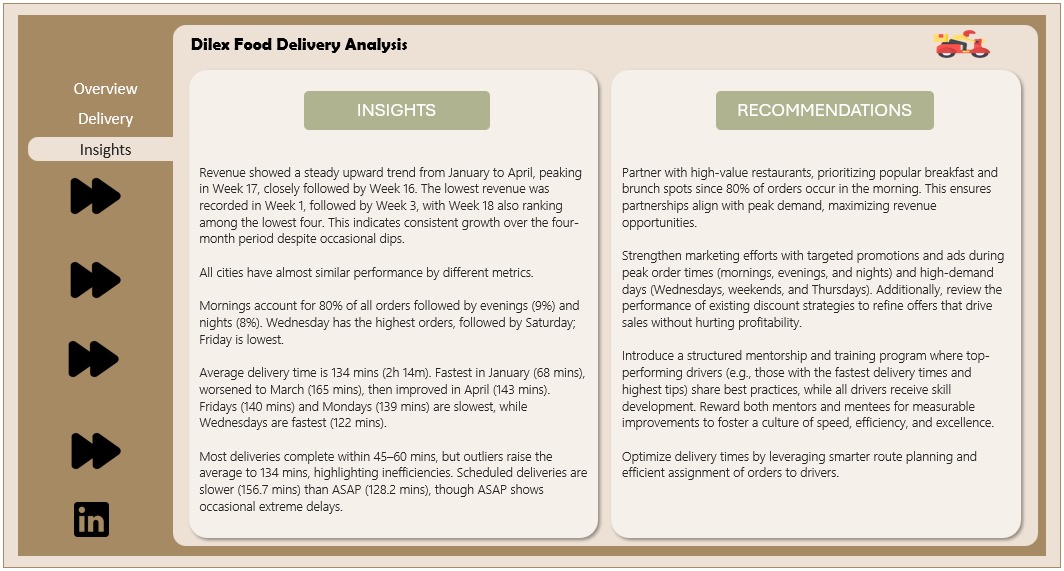 Dilex Food Delivery Analysis
Overview
Delivery
Insights
in
INSIGHTS
Revenue showed a steady upward trend from January to April, peaking
in Week 17, closely followed by Week 16. The lowest revenue was
recorded in Week 1, followed by Week 3, with Week 18 also ranking
among the lowest four. This indicates consistent growth over the four-
month period despite occasional dips.
All cities have almost similar performance by different metrics.
Mornings account for 80% of all orders followed by evenings (9%) and
nights (8%). Wednesday has the highest orders, followed by Saturday;
Friday is lowest.
Average delivery time is 134 mins (2h 14m). Fastest in January (68 mins),
worsened to March (165 mins), then improved in April (143 mins).
Fridays (140 mins) and Mondays (139 mins) are slowest, while
Wednesdays are fastest (122 mins).
Most deliveries complete within 45–60 mins, but outliers raise the
average to 134 mins, highlighting inefficiencies. Scheduled deliveries are
slower (156.7 mins) than ASAP (128.2 mins), though ASAP shows
occasional extreme delays.
RECOMMENDATIONS
Partner with high-value restaurants, prioritizing popular breakfast and
brunch spots since 80% of orders occur in the morning. This ensures
partnerships align with peak demand, maximizing revenue
opportunities.
Strengthen marketing efforts with targeted promotions and ads during
peak order times (mornings, evenings, and nights) and high-demand
days (Wednesdays, weekends, and Thursdays). Additionally, review the
performance of existing discount strategies to refine offers that drive
sales without hurting profitability.
Introduce a structured mentorship and training program where top-
performing drivers (e.g., those with the fastest delivery times and
highest tips) share best practices, while all drivers receive skill
development. Reward both mentors and mentees for measurable
improvements to foster a culture of speed, efficiency, and excellence.
Optimize delivery times by leveraging smarter route planning and
efficient assignment of orders to drivers.